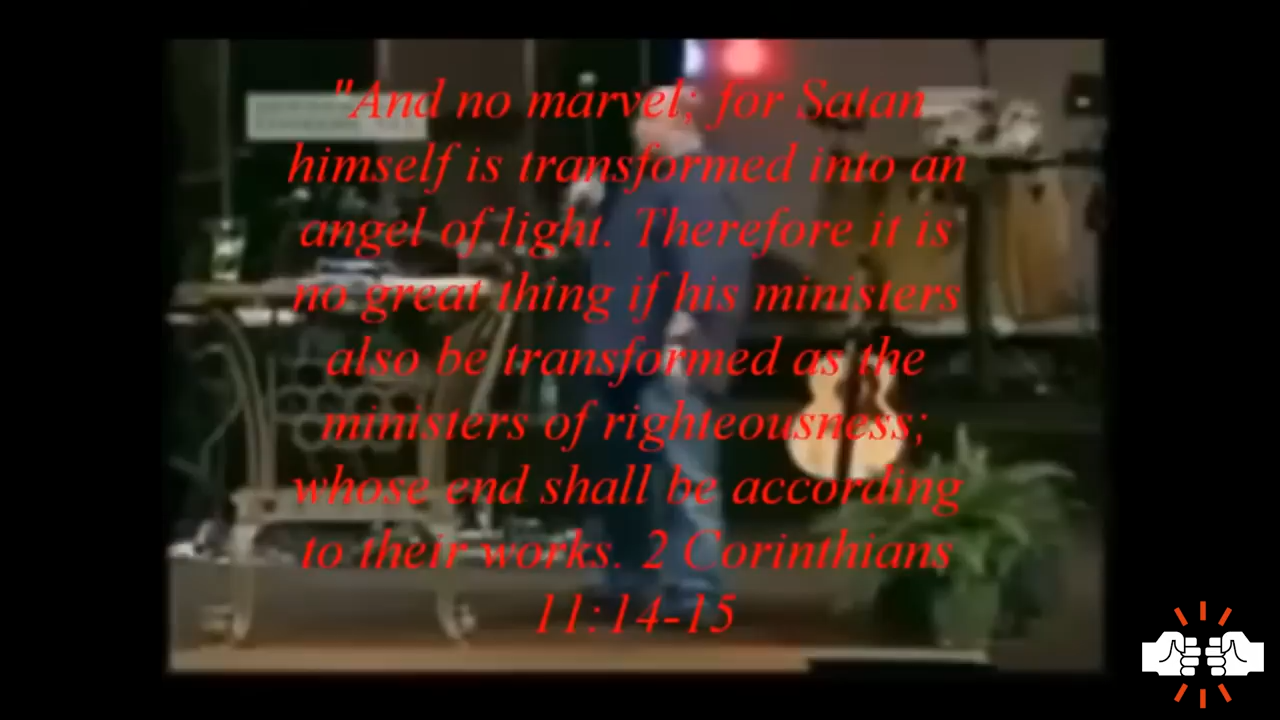 "And no marvel; for Satan
himself is transformed into an
angel of light. Therefore it is
no great thing if his ministers
also be transformed as the
ministers of righteousness;
whose end shall be according
to their works. 2 Corinthians
11:14-15